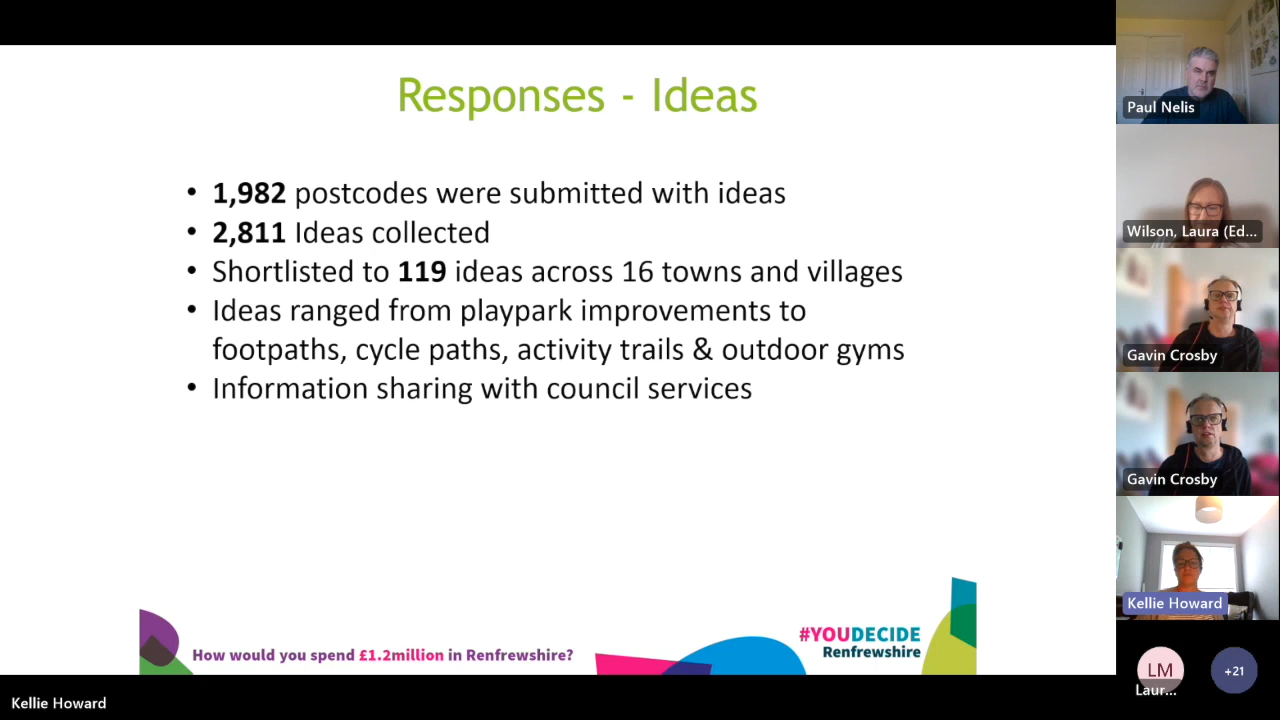 Responses - Ideas
• 1,982 postcodes were submitted with ideas
• 2,811 Ideas collected
• Shortlisted to 119 ideas across 16 towns and villages
• Ideas ranged from playpark improvements to
footpaths, cycle paths, activity trails & outdoor gyms
• Information sharing with council services
How would you spend £1.2million in Renfrewshire?
#YOUDECIDE
Renfrewshire
Paul Nelis
Wilson, Laura (Ed...
Gavin Crosby
Gavin Crosby
Kellie Howard
LM
Laur...
+21
Kellie Howard